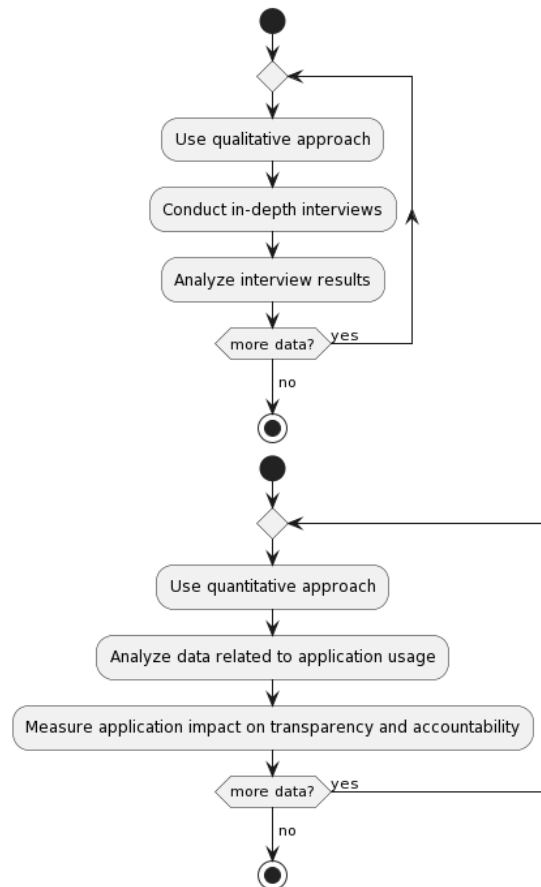 Use qualitative approach
Conduct in-depth interviews
Analyze interview results
more data?
yes
no
Use quantitative approach
Analyze data related to application usage
Measure application impact on transparency and accountability
more data?
yes
no